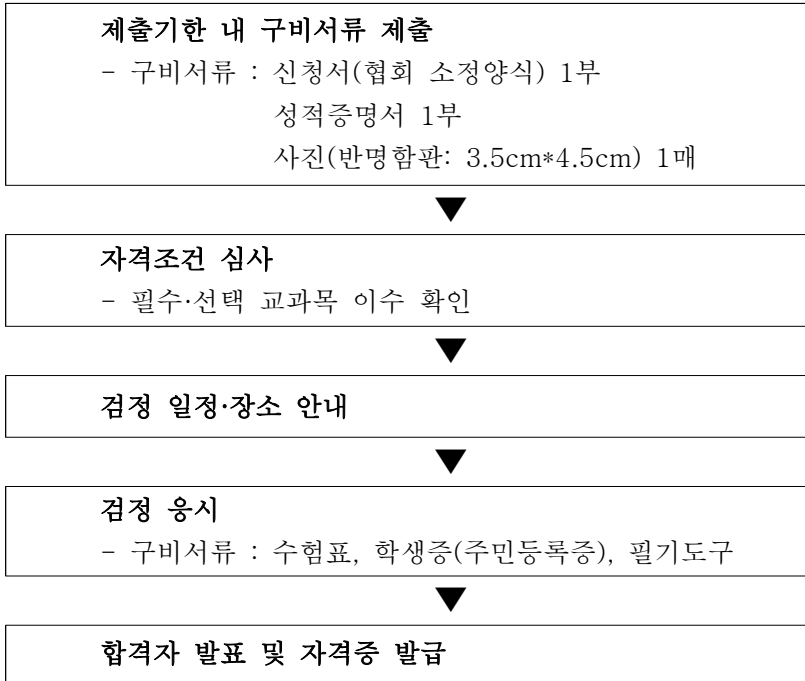 제출기한 내 구비서류 제출
- 구비서류 : 신청서(협회 소정양식) 1부
성적증명서 1부
사진(반명함판: 3.5cm*4.5cm) 1매
자격조건 심사
- 필수·선택 교과목 이수 확인
검정 일정·장소 안내
검정 응시
- 구비서류 : 수험표, 학생증(주민등록증), 필기도구
합격자 발표 및 자격증 발급